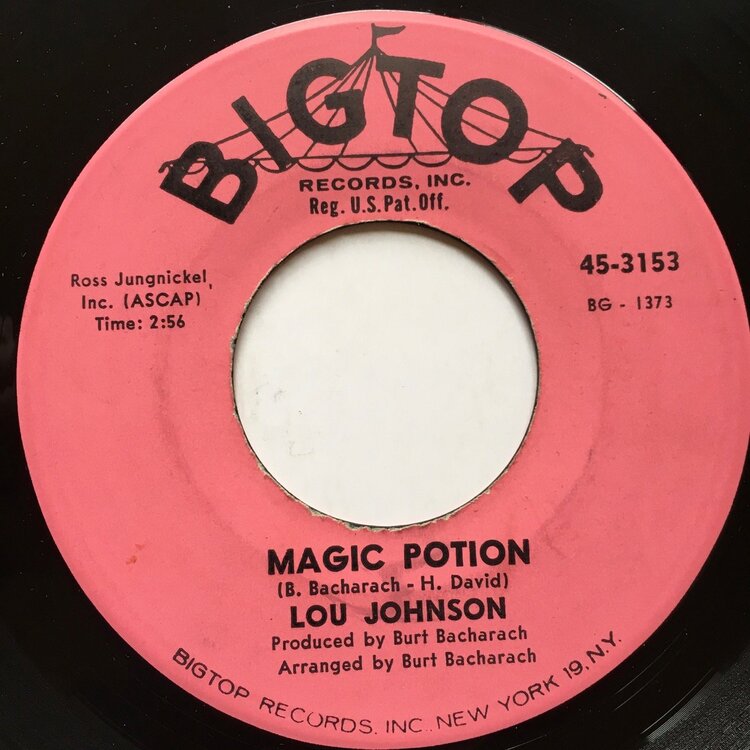 BIGTOP
RECORDS, INC.
Reg. U.S. Pat. Off.
Ross Jungnickel,
Inc. (ASCAP)
Time: 2:56
45-3153
BG - 1373
MAGIC POTION
(B. Bacharach - H. David)
LOU JOHNSON
Produced by Burt Bacharach
Arranged by Burt Bacharach
BIGTOP RECORDS, INC., NEW YORK 19, N.Y.